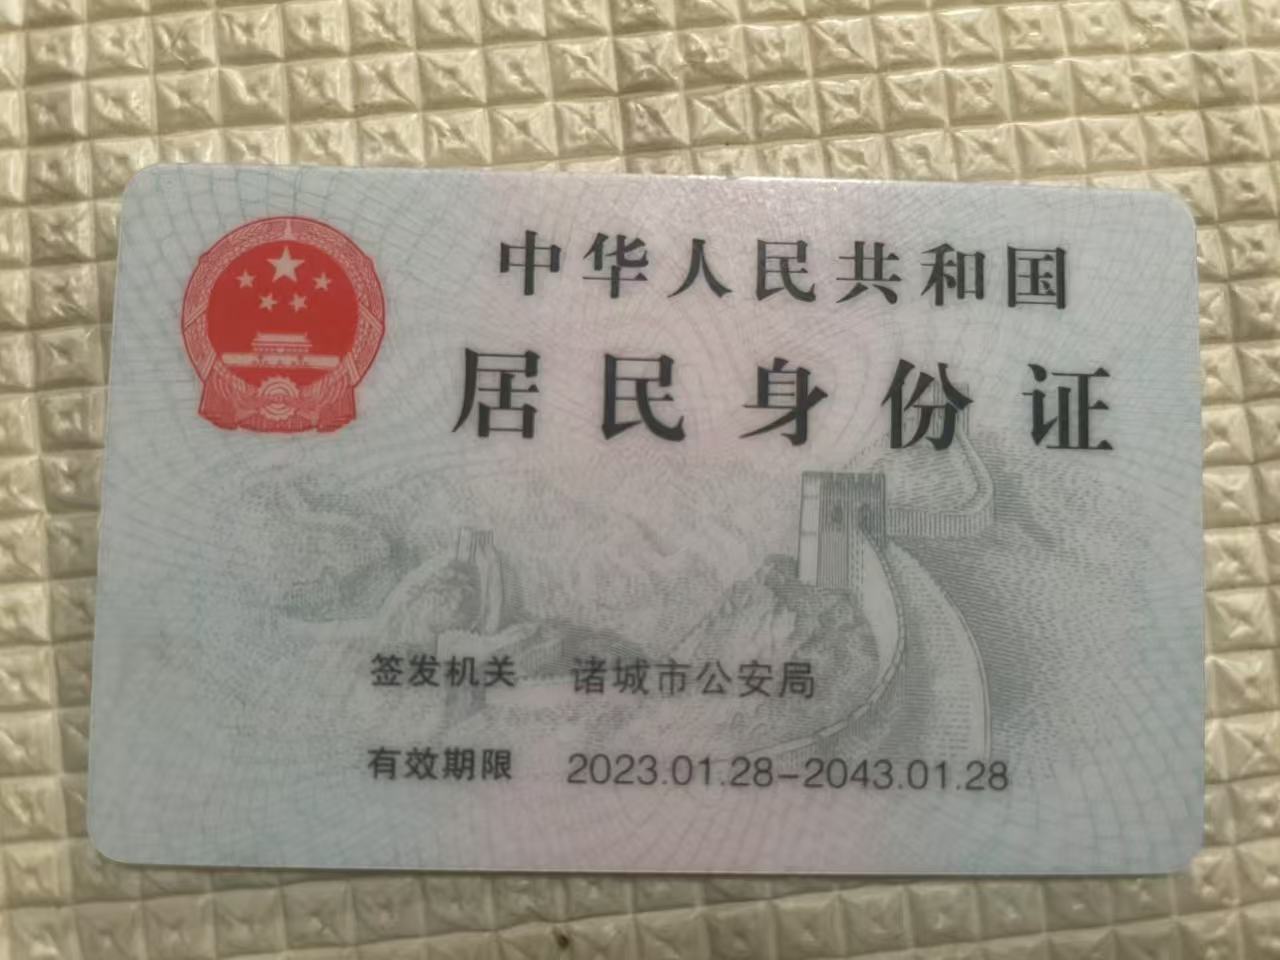 中华人民共和国
居民身份证
签发机关 诸城市公安局
有效期限 2023.01.28-2043.01.28